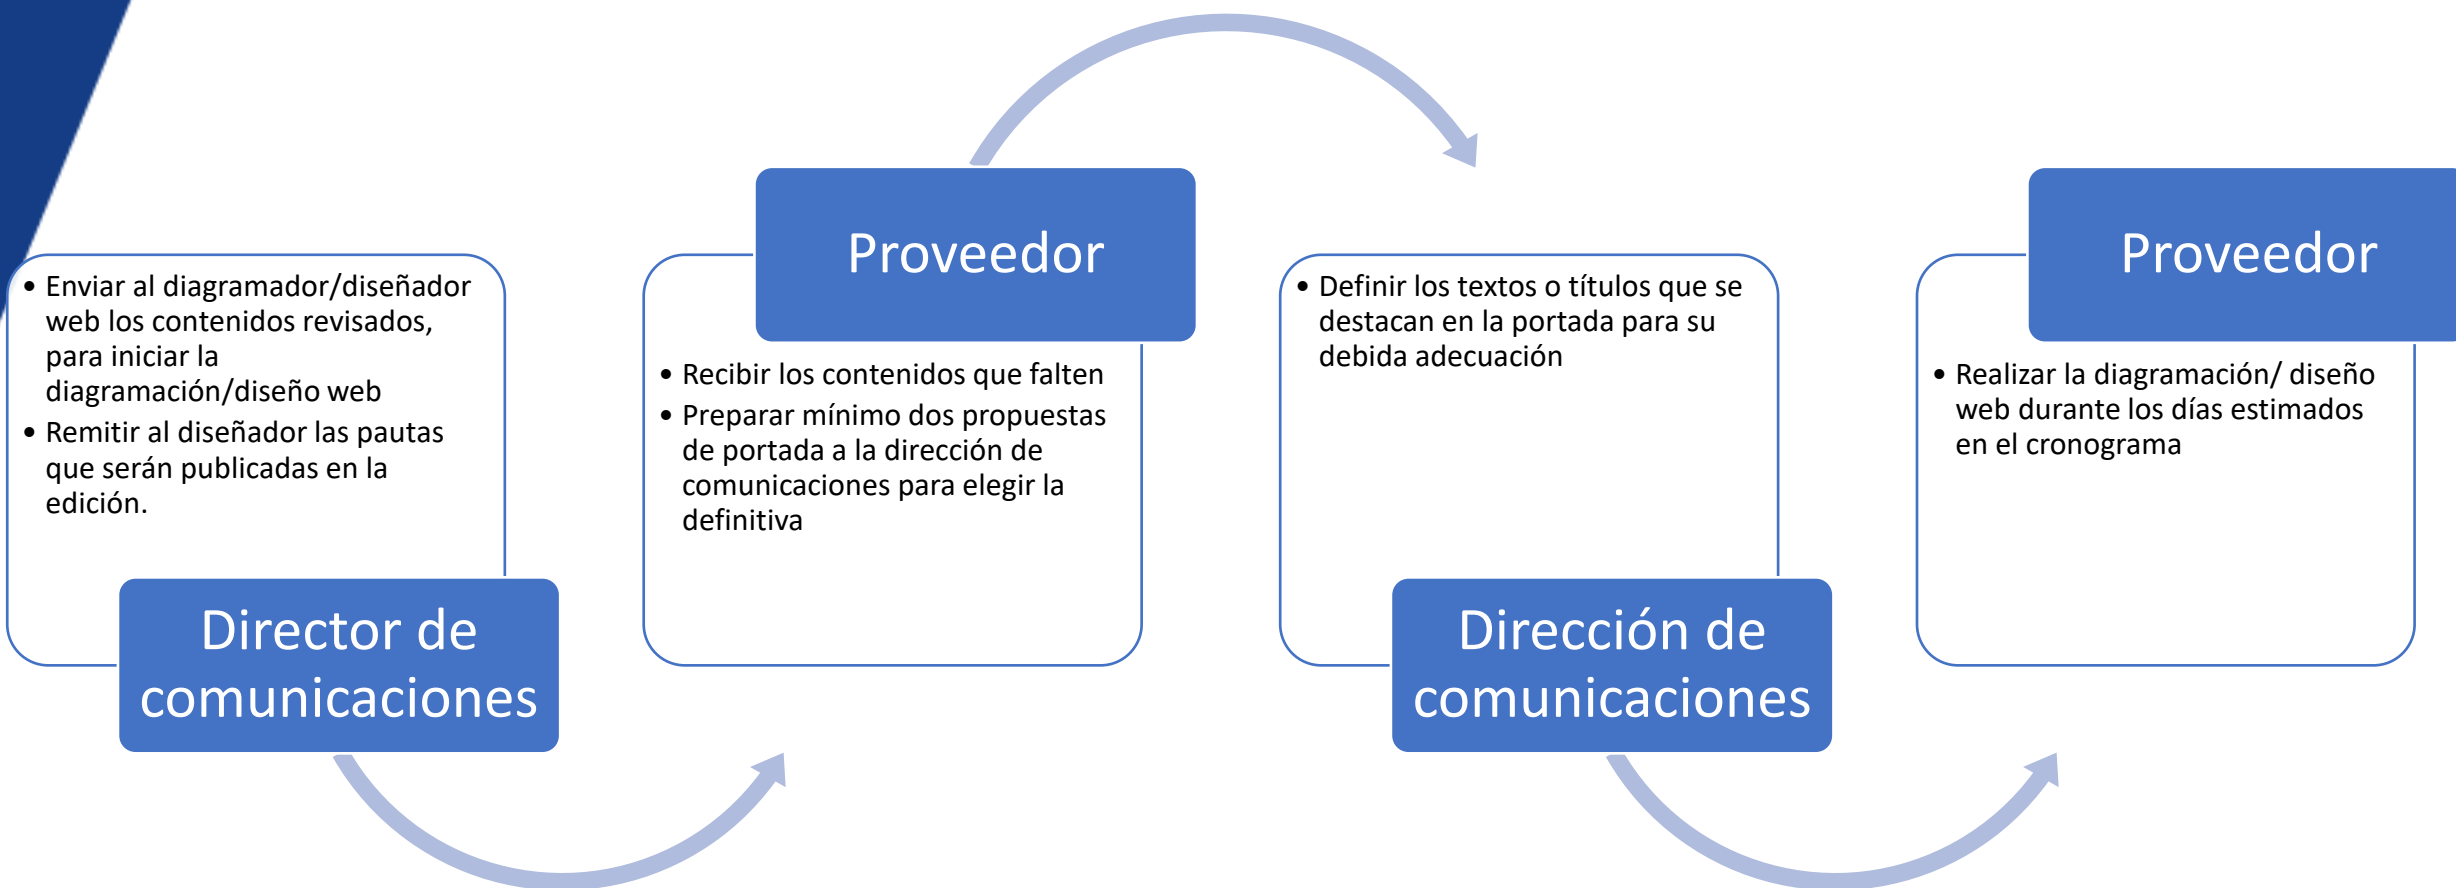 • Enviar al diagramador/diseñador
web los contenidos revisados,
para iniciar la
diagramación/diseño web
• Remitir al diseñador las pautas
que serán publicadas en la
edición.
Director de
comunicaciones
Proveedor
• Recibir los contenidos que falten
• Preparar mínimo dos propuestas
de portada a la dirección de
comunicaciones para elegir la
definitiva
• Definir los textos o títulos que se
destacan en la portada para su
debida adecuación
Dirección de
comunicaciones
Proveedor
• Realizar la diagramación/ diseño
web durante los días estimados
en el cronograma